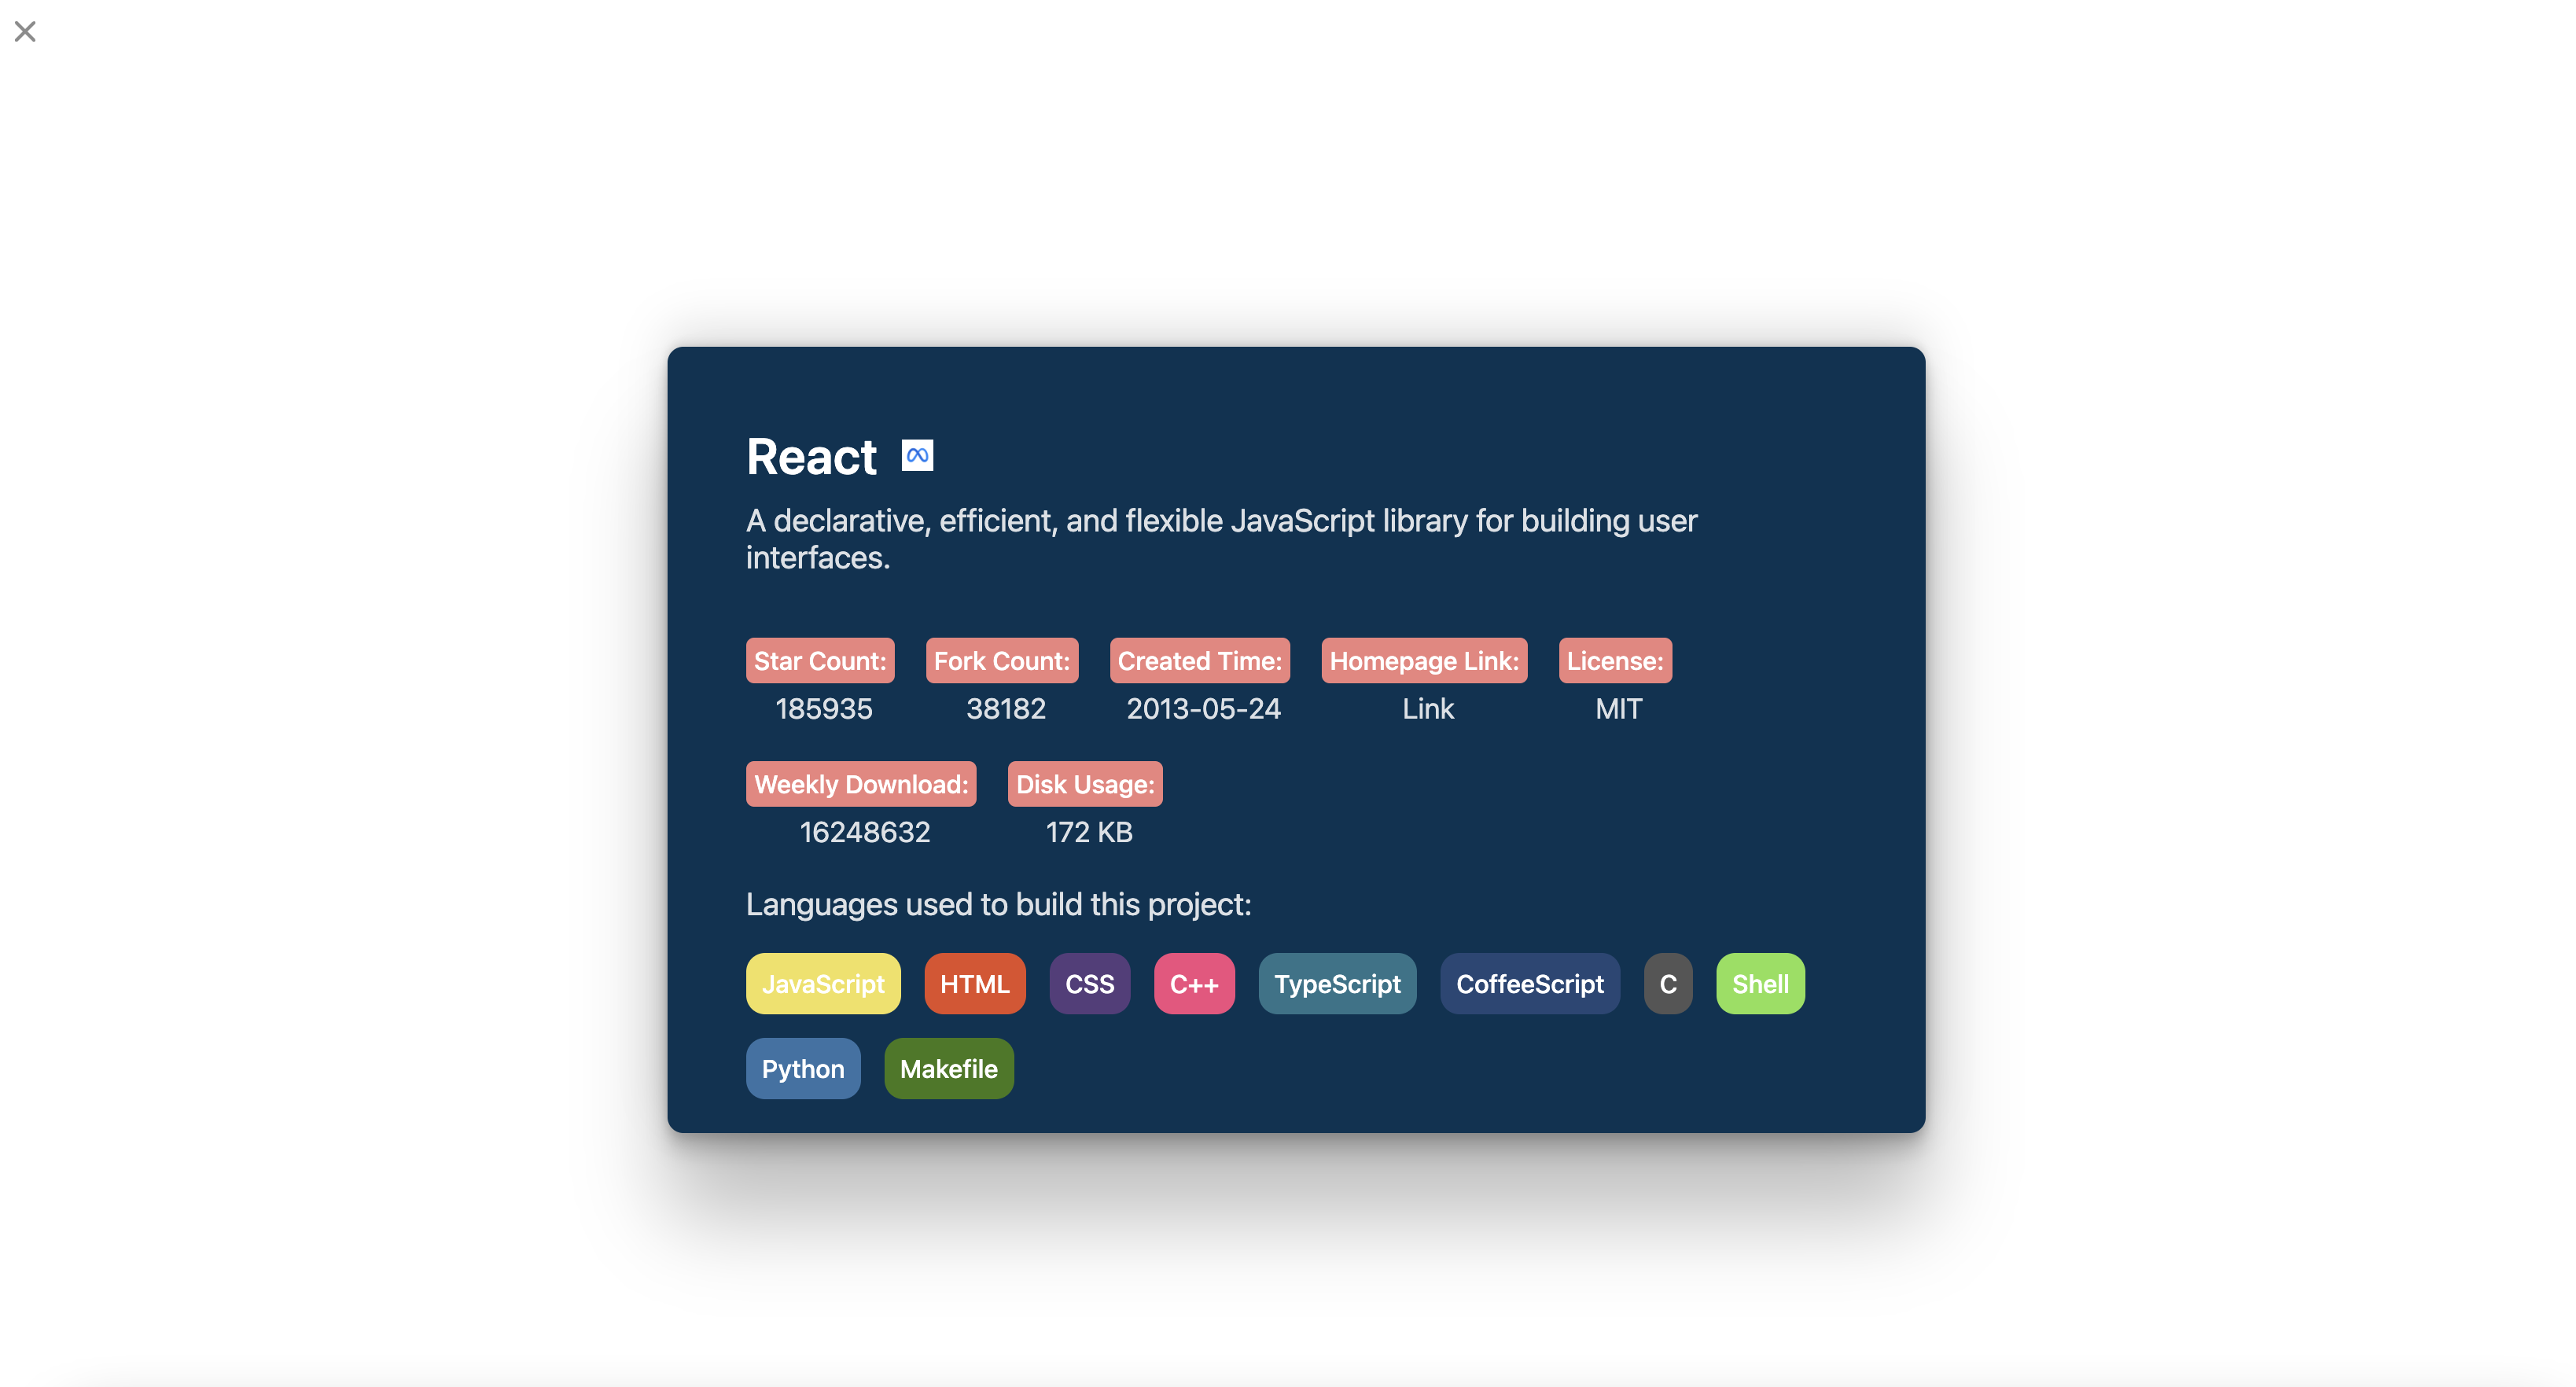 React
A declarative, efficient, and flexible JavaScript library for building user
interfaces.
Star Count: Fork Count: Created Time: Homepage Link: License:
185935 38182 2013-05-24 Link MIT
Weekly Download: Disk Usage:
16248632 172 KB
Languages used to build this project:
JavaScript HTML CSS C++ TypeScript CoffeeScript C Shell
Python Makefile